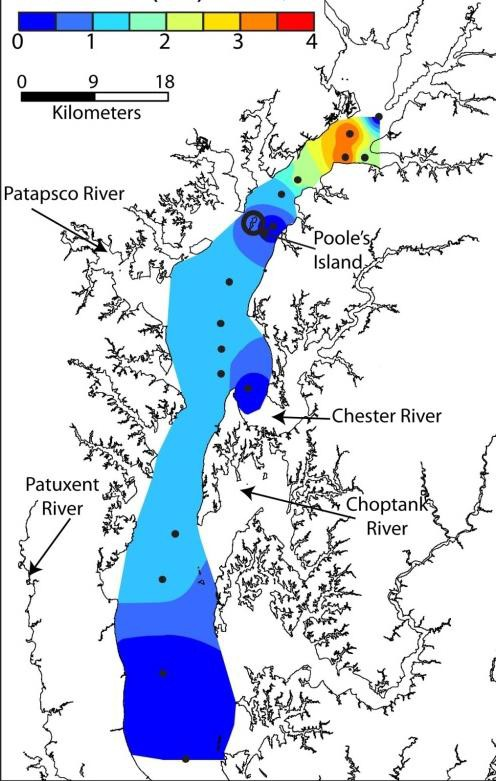 0 1 2 3 4
0 9 18
Kilometers
Patapsco River
Poole's
Island
Chester River
Patuxent
River
Choptank
River